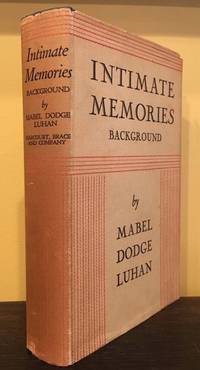 Intimate
Memories
BACKGROUND
by
MABEL DODGE
LUHAN
HARCOURT, BRACE
AND COMPANY
INTIMATE
MEMORIES
BACKGROUND
by
MABEL
DODGE
LUHAN